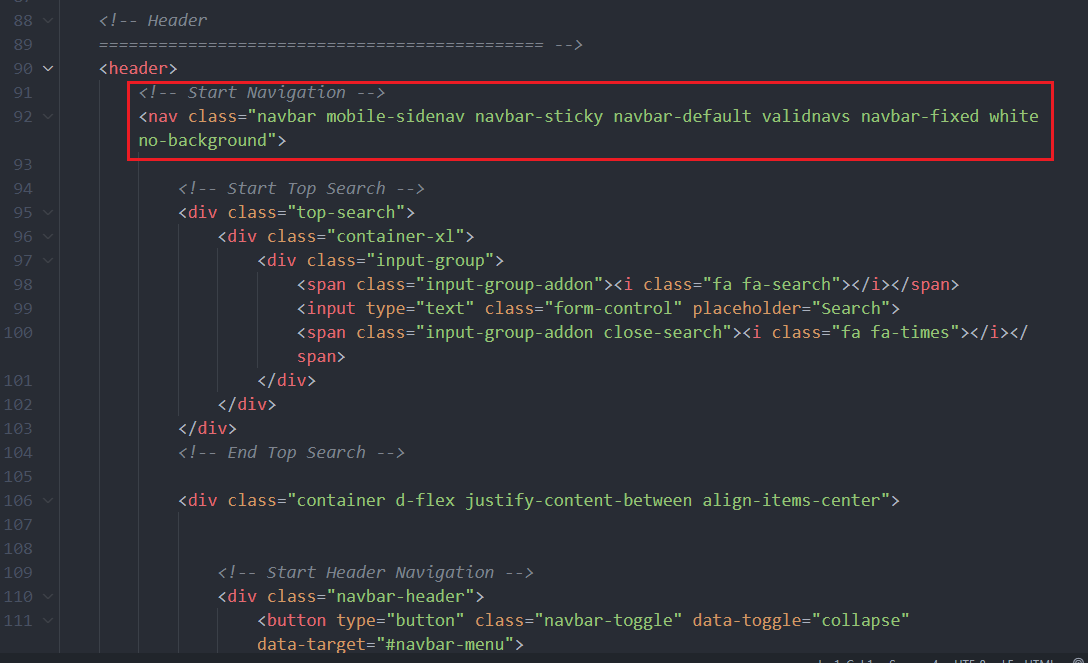 88 <!-- Header
89 ============================================= -->
90 <header>
91 <!-- Start Navigation -->
92 <nav class="navbar mobile-sidenav navbar-sticky navbar-default validnavs navbar-fixed white
no-background">
93
94 <!-- Start Top Search -->
95 <div class="top-search">
96 <div class="container-xl">
97 <div class="input-group">
98 <span class="input-group-addon"><i class="fa fa-search"></i></span>
99 <input type="text" class="form-control" placeholder="Search">
100 <span class="input-group-addon close-search"><i class="fa fa-times"></i></
span>
101 </div>
102 </div>
103 </div>
104 <!-- End Top Search -->
105
106 <div class="container d-flex justify-content-between align-items-center">
107
108
109 <!-- Start Header Navigation -->
110 <div class="navbar-header">
111 <button type="button" class="navbar-toggle" data-toggle="collapse"
data-target="#navbar-menu">